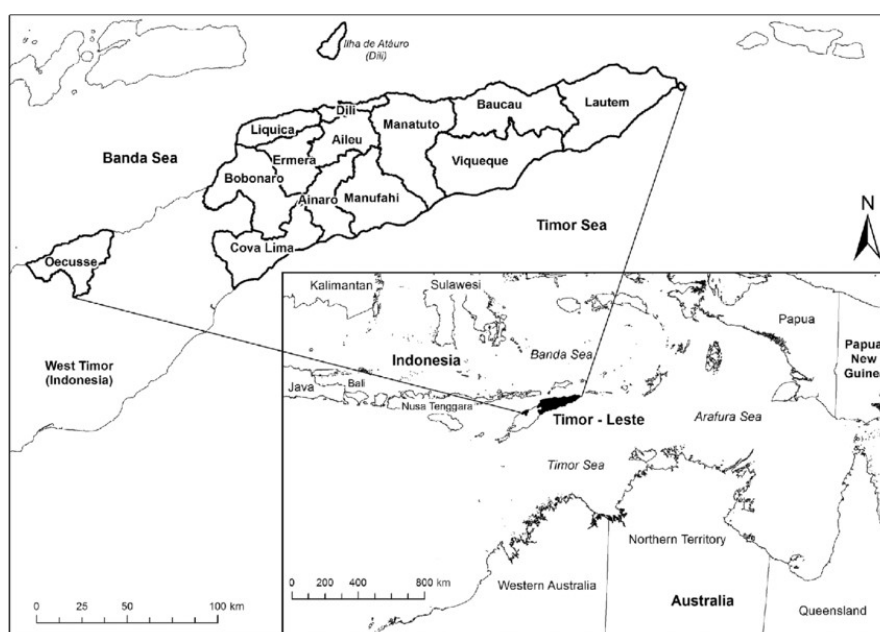 Ilha de Ataùro
(Dili)
Dili
Baucau
Lautem
Liquica
Manatuto
Aileu
Banda Sea
Ermera
Viqueque
Bobonaro
Ainaro
Manufahi
Timor Sea
N
Cova Lima
Oecusse
West Timor
(Indonesia)
0 25 50 100 km
Kalimantan
Sulawesi
Papua
Banda Sea
Papua
New
Guinea
Indonesia
Java
Bali
Nusa Tenggara
Timor - Leste
Arafura Sea
Timor Sea
Northern Territory
0 200 400 800 km
Western Australia
Australia
Queensland